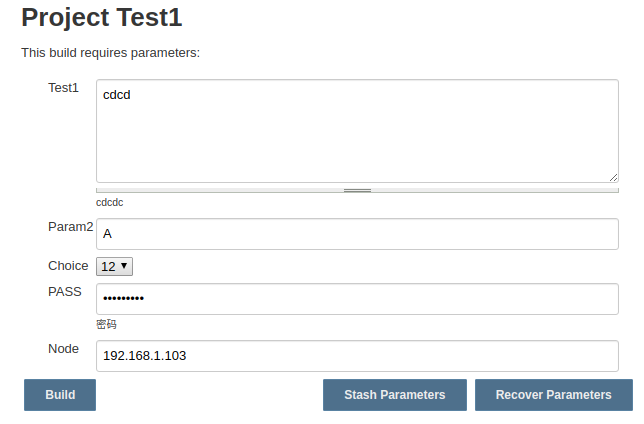 Project Test1
This build requires parameters:
Test1
cdcd
cdcdc
Param2
A
Choice
12
PASS
•••••••••
密码
Node
192.168.1.103
Build
Stash Parameters
Recover Parameters